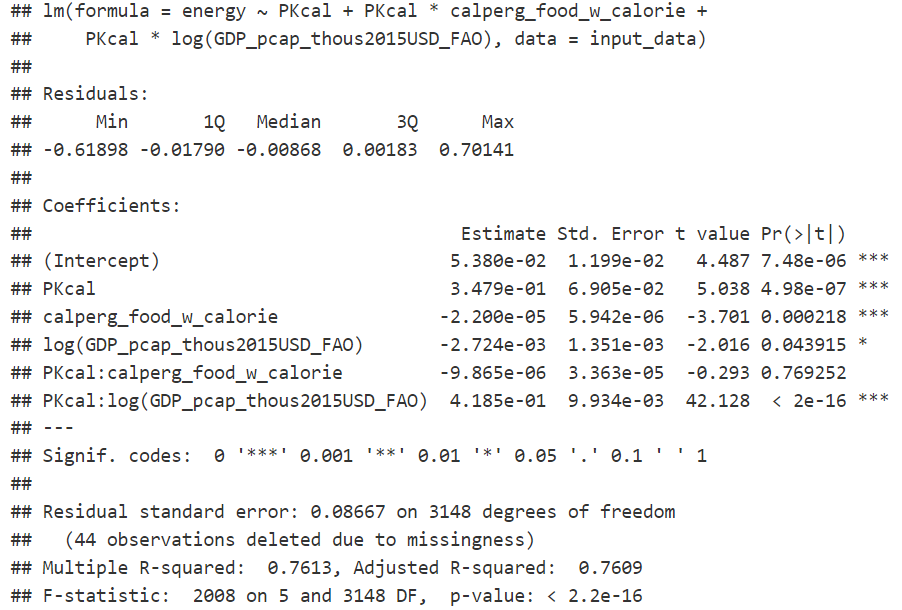 ## lm(formula = energy ~ PKcal + PKcal * calperg_food_w_calorie +
##     PKcal * log(GDP_pcap_thous2015USD_FAO), data = input_data)
##
## Residuals:
##      Min       1Q   Median       3Q      Max
## -0.61898 -0.01790 -0.00868  0.00183  0.70141
##
## Coefficients:
##                                        Estimate Std. Error t value Pr(>|t|)
## (Intercept)                           5.380e-02  1.199e-02   4.487 7.48e-06 ***
## PKcal                                 3.479e-01  6.905e-02   5.038 4.98e-07 ***
## calperg_food_w_calorie               -2.200e-05  5.942e-06  -3.701 0.000218 ***
## log(GDP_pcap_thous2015USD_FAO)       -2.724e-03  1.351e-03  -2.016 0.043915 *
## PKcal:calperg_food_w_calorie         -9.865e-06  3.363e-05  -0.293 0.769252
## PKcal:log(GDP_pcap_thous2015USD_FAO)  4.185e-01  9.934e-03  42.128  < 2e-16 ***
## ---
## Signif. codes:  0 '***' 0.001 '**' 0.01 '*' 0.05 '.' 0.1 ' ' 1
##
## Residual standard error: 0.08667 on 3148 degrees of freedom
##   (44 observations deleted due to missingness)
## Multiple R-squared:  0.7613, Adjusted R-squared:  0.7609
## F-statistic:  2008 on 5 and 3148 DF,  p-value: < 2.2e-16